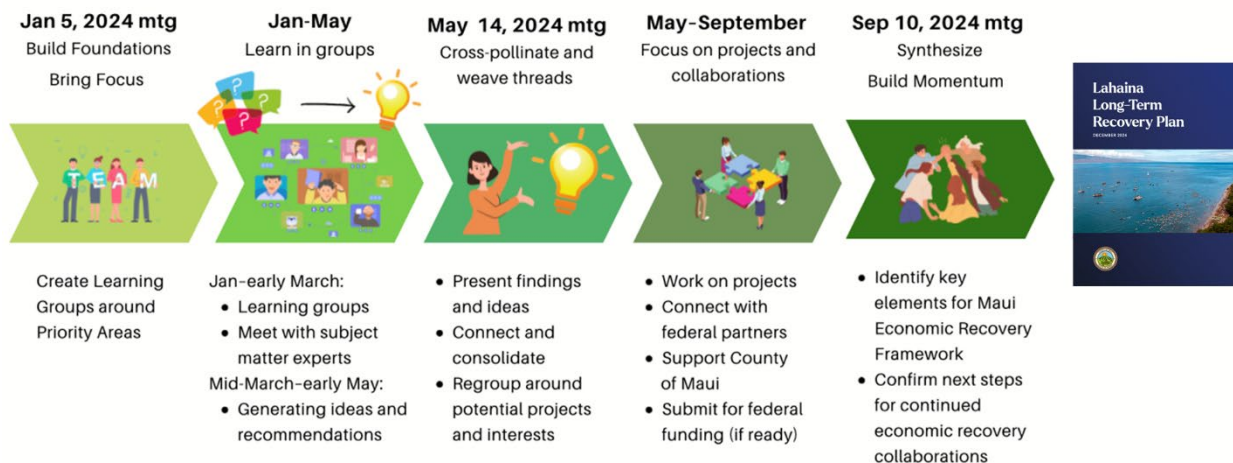 Jan 5, 2024 mtg
Build Foundations
Bring Focus
TEAM
Create Learning
Groups around
Priority Areas
Jan-May
Learn in groups
? ? ? ?
Jan-early March:
• Learning groups
• Meet with subject
matter experts
Mid-March–early May:
• Generating ideas and
recommendations
May 14, 2024 mtg
Cross-pollinate and
weave threads
• Present findings
and ideas
• Connect and
consolidate
• Regroup around
potential projects
and interests
May–September
Focus on projects and
collaborations
• Work on projects
• Connect with
federal partners
• Support County
of Maui
• Submit for federal
funding (if ready)
Sep 10, 2024 mtg
Synthesize
Build Momentum
• Identify key
elements for Maui
Economic Recovery
Framework
• Confirm next steps
for continued
economic recovery
collaborations
Lahaina
Long-Term
Recovery Plan
DECEMBER 2024